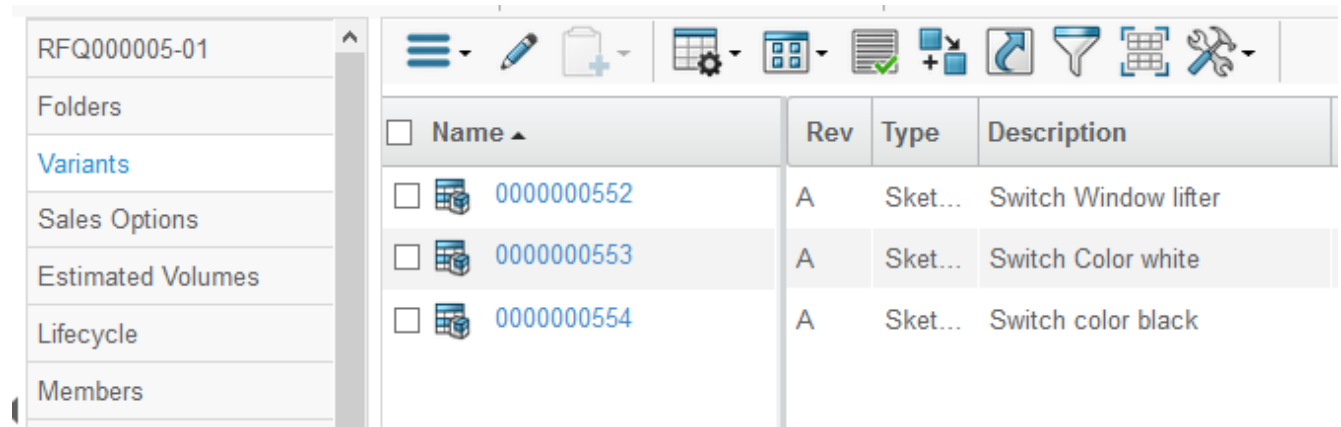 RFQ000005-01
Folders
Variants
Sales Options
Estimated Volumes
Lifecycle
Members
Name Rev Type Description
0000000552 A Sket... Switch Window lifter
0000000553 A Sket... Switch Color white
0000000554 A Sket... Switch color black